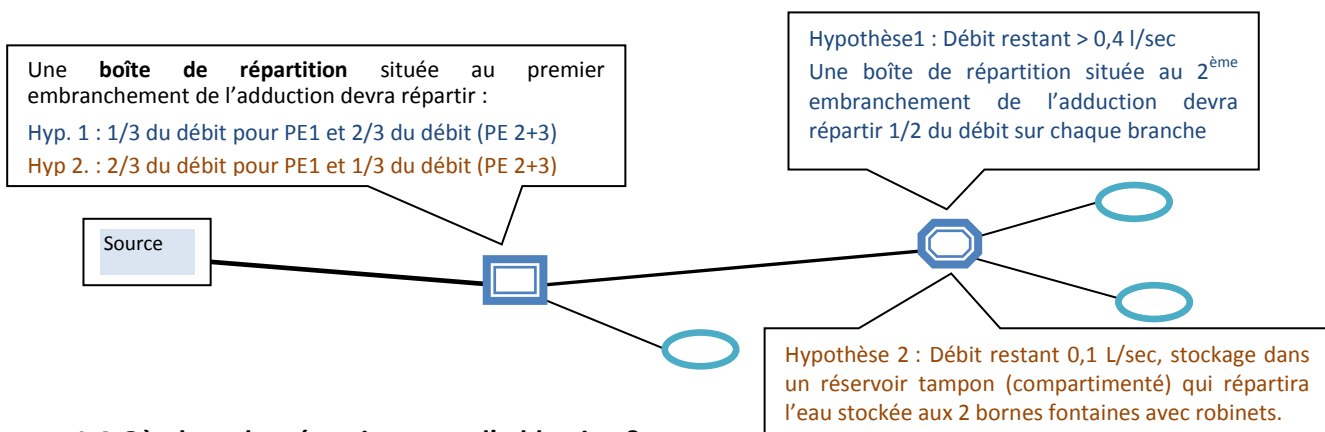 Une boîte de répartition située au premier
embranchement de l'adduction devra répartir :
Hyp. 1 : 1/3 du débit pour PE1 et 2/3 du débit (PE 2+3)
Hyp 2. : 2/3 du débit pour PE1 et 1/3 du débit (PE 2+3)
Hypothèse1 : Débit restant > 0,4 l/sec
Une boîte de répartition située au 2ème
embranchement de l'adduction devra
répartir 1/2 du débit sur chaque branche
Source
Hypothèse 2 : Débit restant 0,1 L/sec, stockage dans
un réservoir tampon (compartimenté) qui répartira
l'eau stockée aux 2 bornes fontaines avec robinets.